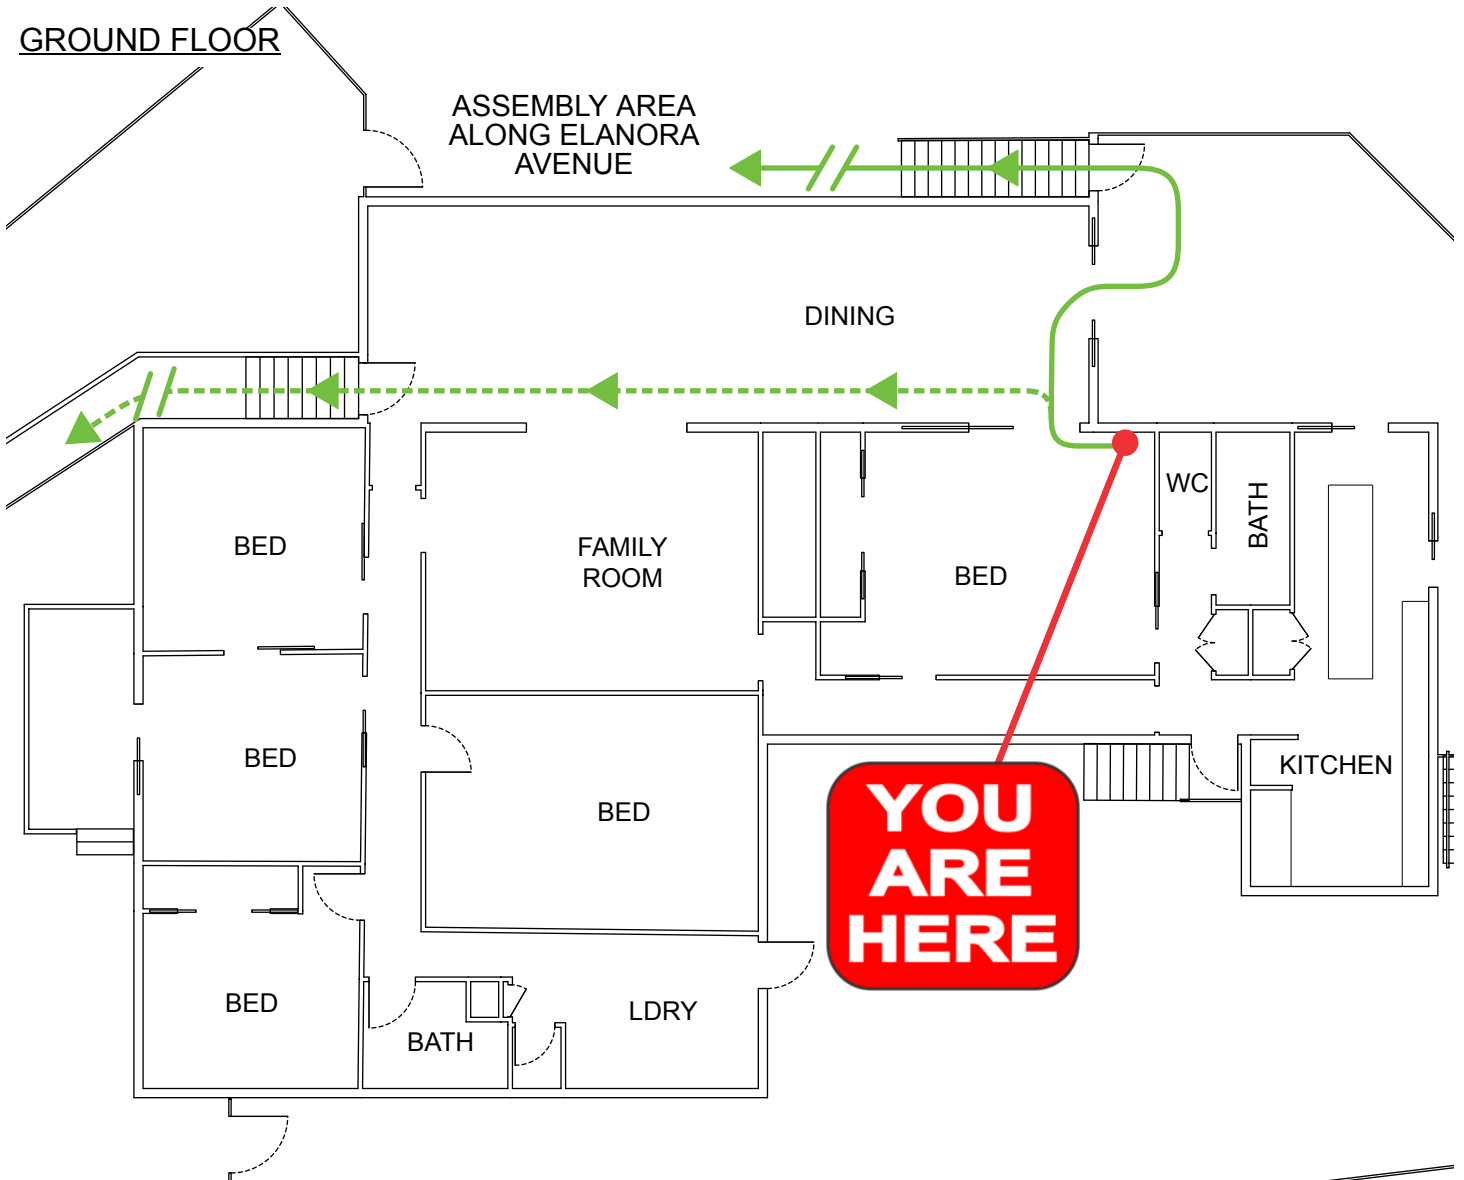 GROUND FLOOR
ASSEMBLY AREA
ALONG ELANORA
AVENUE
DINING
WC
BATH
BED
FAMILY
ROOM
BED
BED
KITCHEN
BED
YOU
ARE
HERE
BED
LDRY
BATH